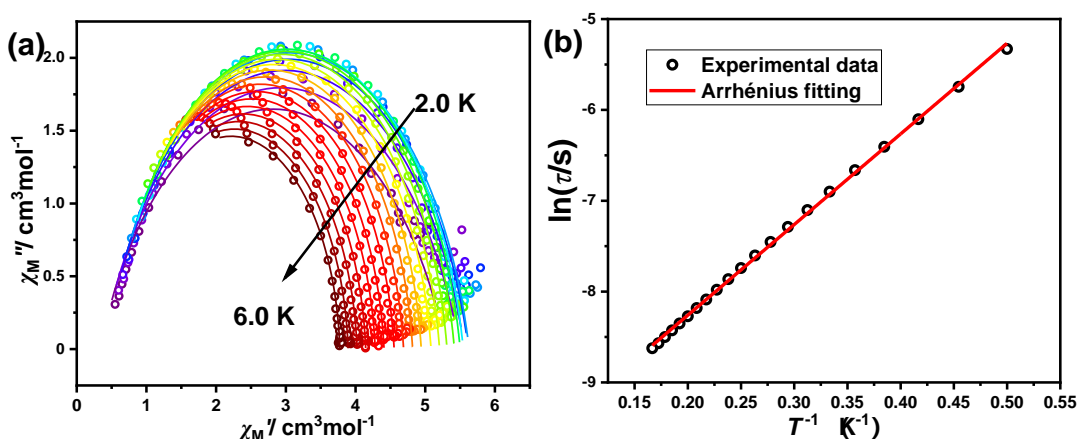 (a)
2.0
1.5
1.0
0.5
0
0 1 2 3 4 5 6
χM″/ cm³mol⁻¹
χM′/ cm³mol⁻¹
2.0 K
6.0 K
(b)
-5
-6
-7
-8
-9
0.15 0.20 0.25 0.30 0.35 0.40 0.45 0.50 0.55
ln(τ/s)
T⁻¹ (K⁻¹)
Experimental data
Arrhénius fitting